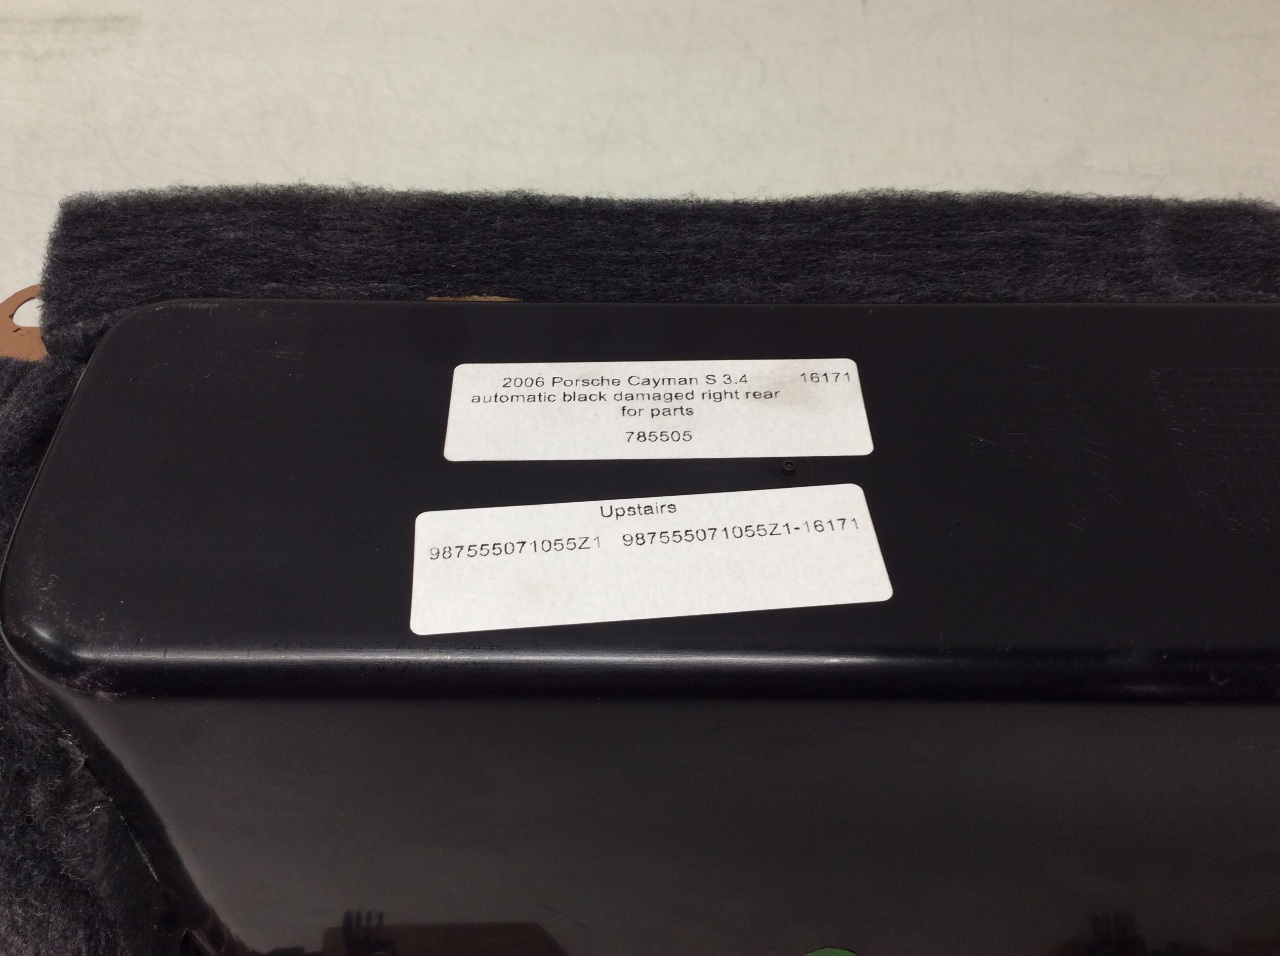 2006 Porsche Cayman S 3.4 16171
automatic black damaged right rear
for parts
785505
Upstairs
987555071055Z1 987555071055Z1-16171